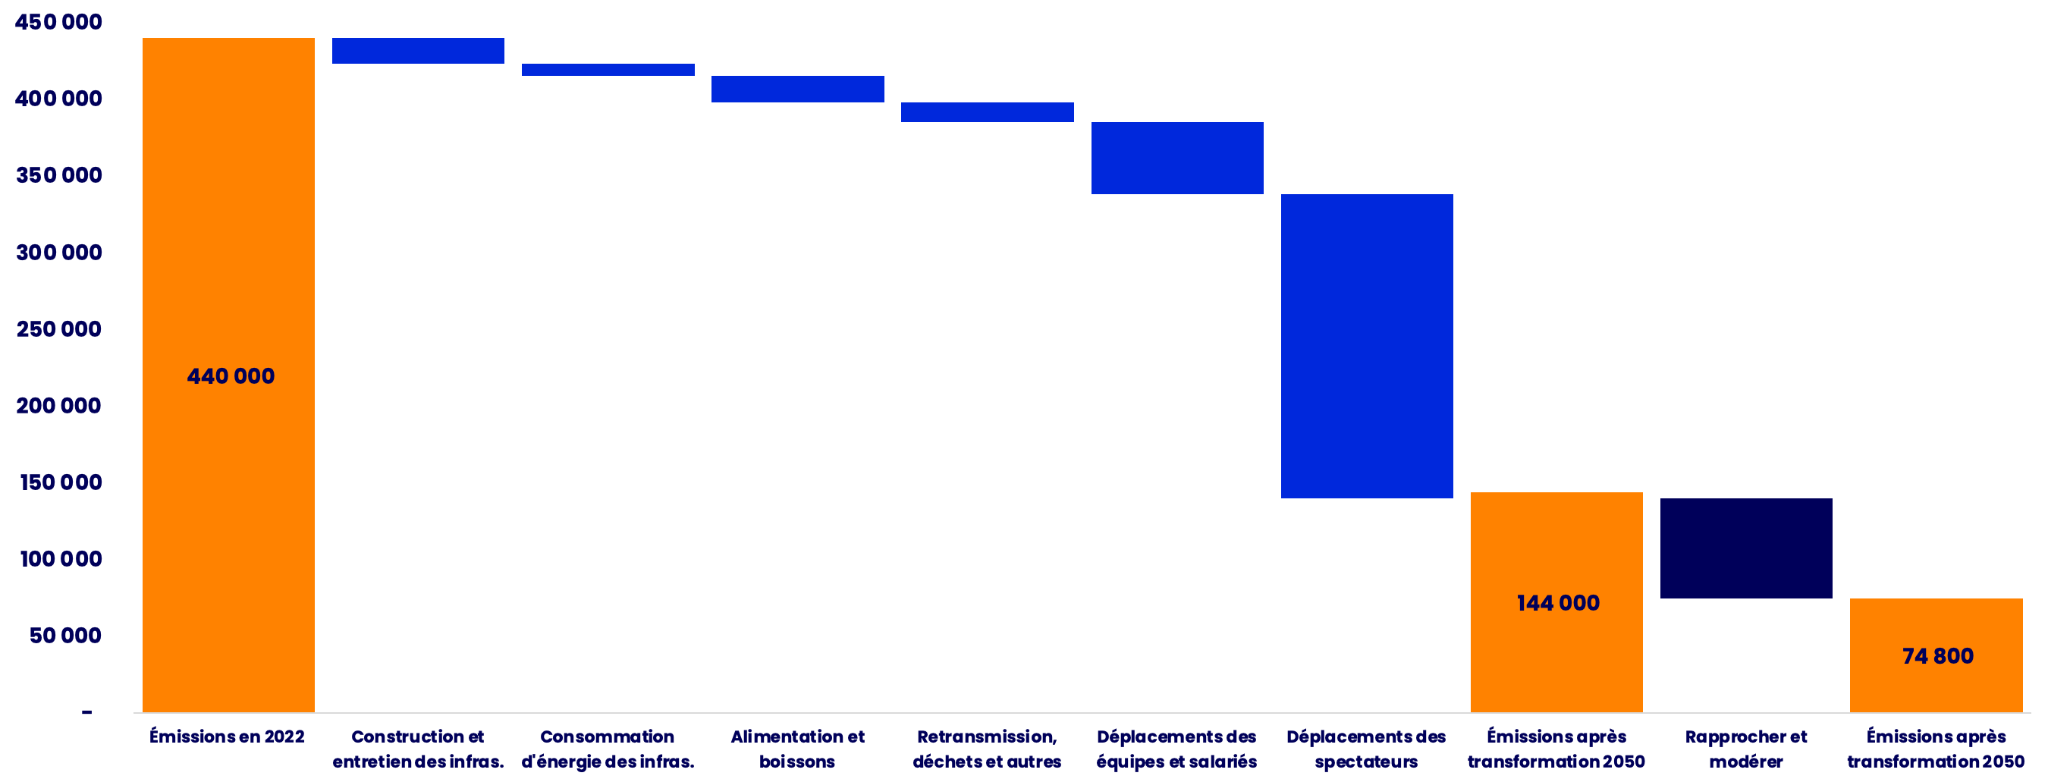 450 000
400 000
350 000
300 000
250 000
200 000
150 000
100 000
50 000
-
440 000
144 000
74 800
Émissions en 2022
Construction et
entretien des infras.
Consommation
d'énergie des infras.
Alimentation et
boissons
Retransmission,
déchets et autres
Déplacements des
équipes et salariés
Déplacements des
spectateurs
Émissions après
transformation 2050
Rapprocher et
modérer
Émissions après
transformation 2050